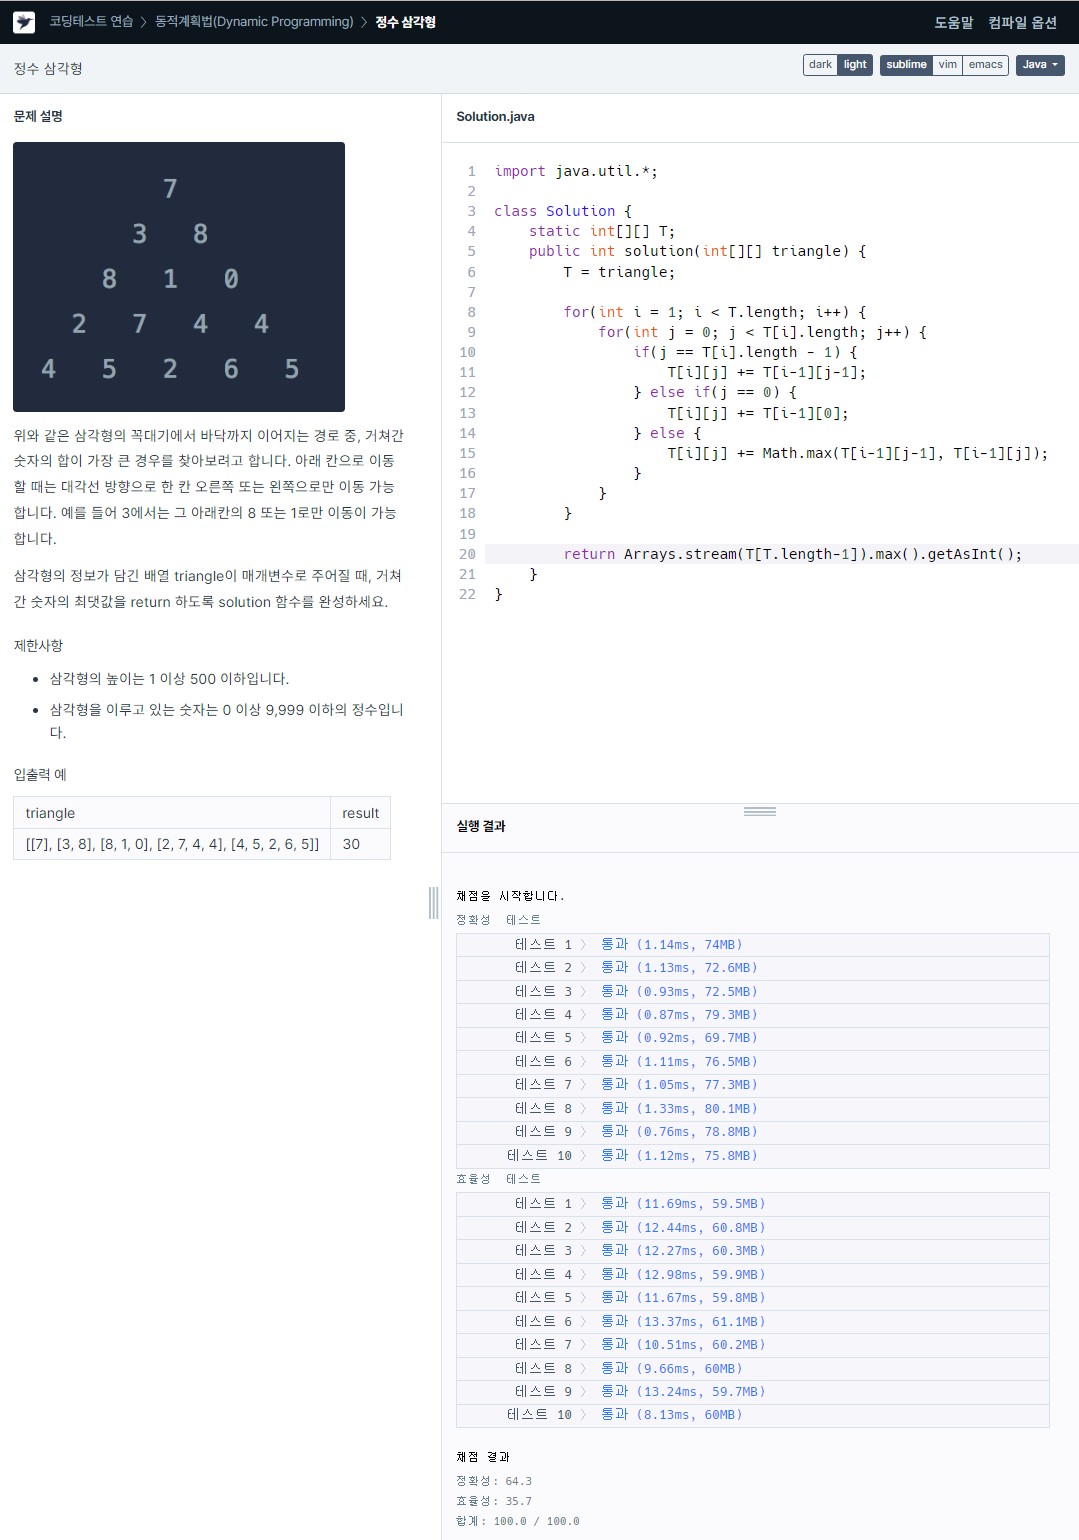 코딩테스트 연습 〉 동적계획법(Dynamic Programming) 〉 정수 삼각형
도움말 컴파일 옵션
정수 삼각형
dark light sublime vim emacs Java
문제 설명
7
3 8
8 1 0
2 7 4 4
4 5 2 6 5
위와 같은 삼각형의 꼭대기에서 바닥까지 이어지는 경로 중, 거쳐간
숫자의 합이 가장 큰 경우를 찾아보려고 합니다. 아래 칸으로 이동
할 때는 대각선 방향으로 한 칸 오른쪽 또는 왼쪽으로만 이동 가능
합니다. 예를 들어 3에서는 그 아래칸의 8 또는 1로만 이동이 가능
합니다.
삼각형의 정보가 담긴 배열 triangle이 매개변수로 주어질 때, 거쳐
간 숫자의 최댓값을 return 하도록 solution 함수를 완성하세요.
제한사항
• 삼각형의 높이는 1 이상 500 이하입니다.
• 삼각형을 이루고 있는 숫자는 0 이상 9,999 이하의 정수입니
다.
입출력 예
triangle result
[[7], [3, 8], [8, 1, 0], [2, 7, 4, 4], [4, 5, 2, 6, 5]] 30
Solution.java
1 import java.util.*;
2
3 class Solution {
4     static int[][] T;
5     public int solution(int[][] triangle) {
6         T = triangle;
7
8         for(int i = 1; i < T.length; i++) {
9             for(int j = 0; j < T[i].length; j++) {
10                 if(j == T[i].length - 1) {
11                     T[i][j] += T[i-1][j-1];
12                 } else if(j == 0) {
13                     T[i][j] += T[i-1][0];
14                 } else {
15                     T[i][j] += Math.max(T[i-1][j-1], T[i-1][j]);
16                 }
17             }
18         }
19
20         return Arrays.stream(T[T.length-1]).max().getAsInt();
21     }
22 }
실행 결과
채점을 시작합니다.
정확성 테스트
테스트 1 〉 통과 (1.14ms, 74MB)
테스트 2 〉 통과 (1.13ms, 72.6MB)
테스트 3 〉 통과 (0.93ms, 72.5MB)
테스트 4 〉 통과 (0.87ms, 79.3MB)
테스트 5 〉 통과 (0.92ms, 69.7MB)
테스트 6 〉 통과 (1.11ms, 76.5MB)
테스트 7 〉 통과 (1.05ms, 77.3MB)
테스트 8 〉 통과 (1.33ms, 80.1MB)
테스트 9 〉 통과 (0.76ms, 78.8MB)
테스트 10 〉 통과 (1.12ms, 75.8MB)
효율성 테스트
테스트 1 〉 통과 (11.69ms, 59.5MB)
테스트 2 〉 통과 (12.44ms, 60.8MB)
테스트 3 〉 통과 (12.27ms, 60.3MB)
테스트 4 〉 통과 (12.98ms, 59.9MB)
테스트 5 〉 통과 (11.67ms, 59.8MB)
테스트 6 〉 통과 (13.37ms, 61.1MB)
테스트 7 〉 통과 (10.51ms, 60.2MB)
테스트 8 〉 통과 (9.66ms, 60MB)
테스트 9 〉 통과 (13.24ms, 59.7MB)
테스트 10 〉 통과 (8.13ms, 60MB)
채점 결과
정확성: 64.3
효율성: 35.7
합계: 100.0 / 100.0